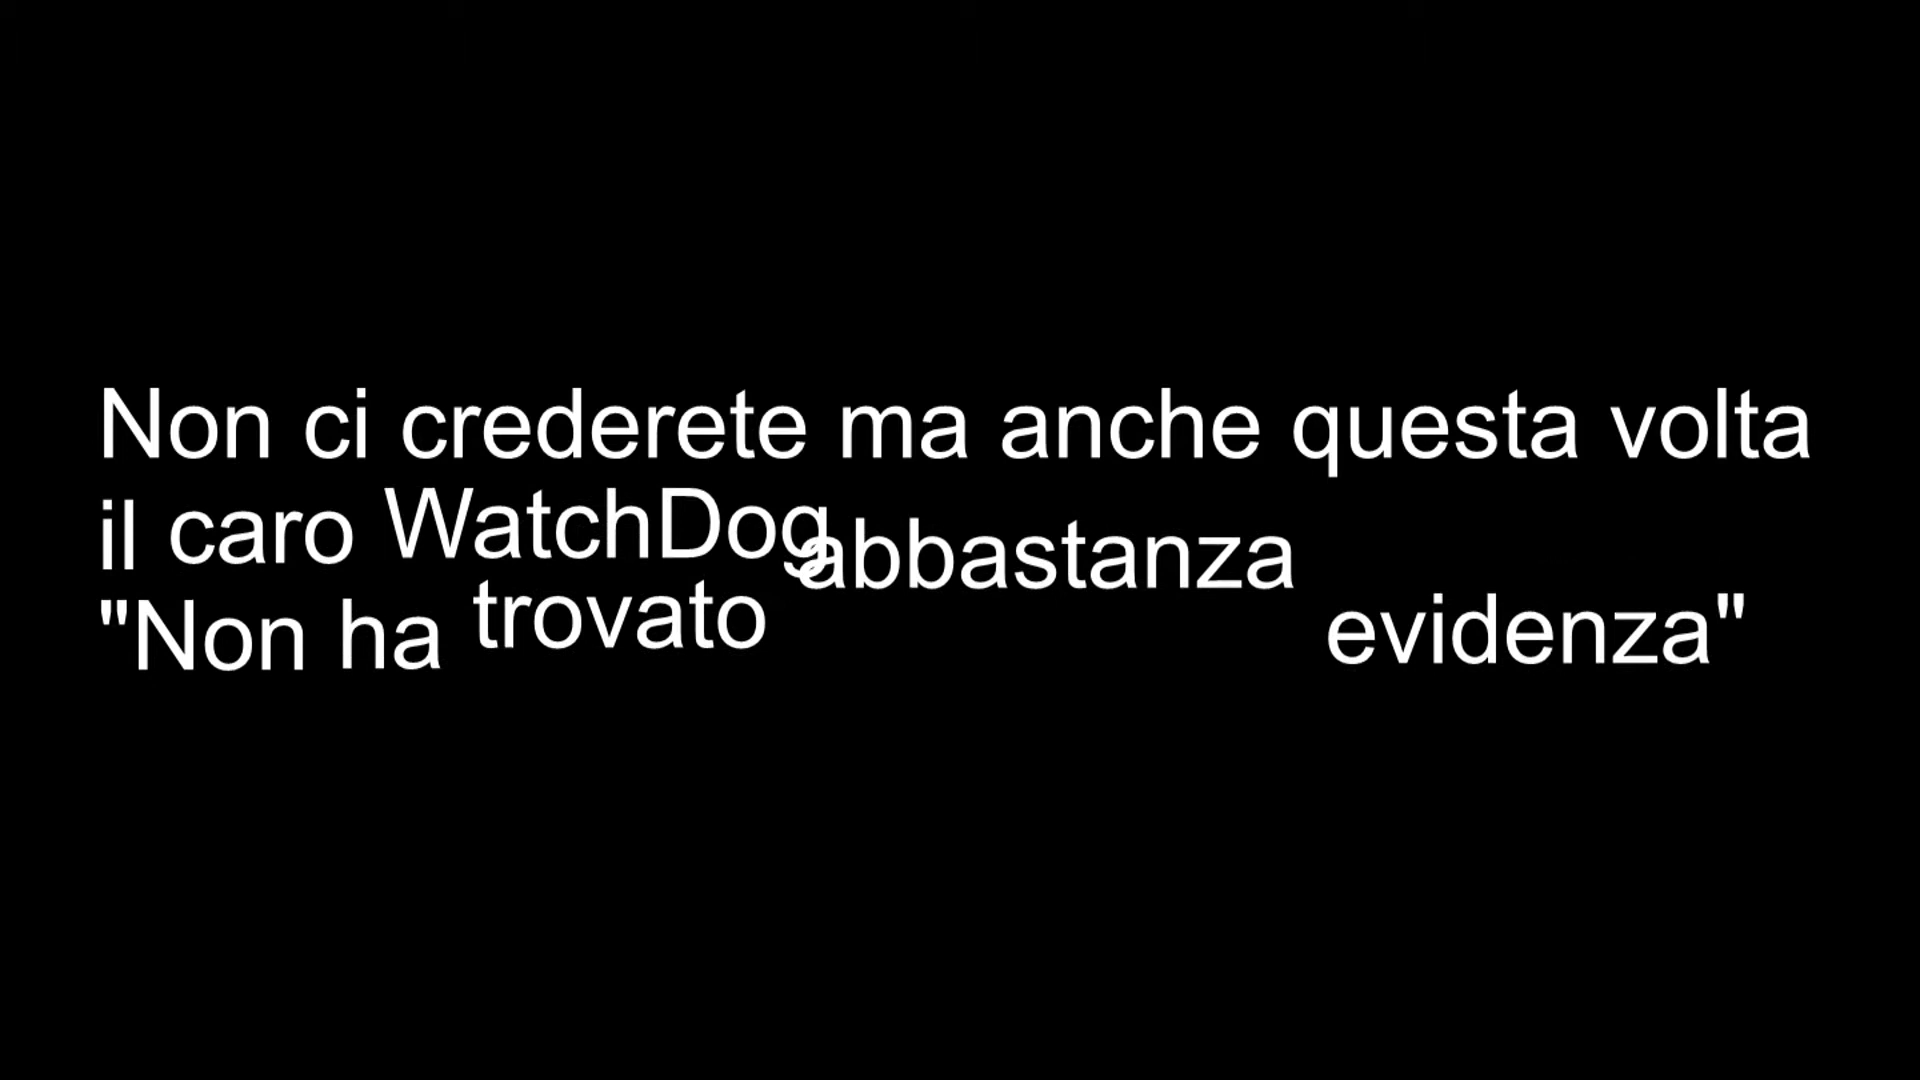 Non ci crederete ma anche questa volta
il caro WatchDog
"Non ha trovato abbastanza evidenza"